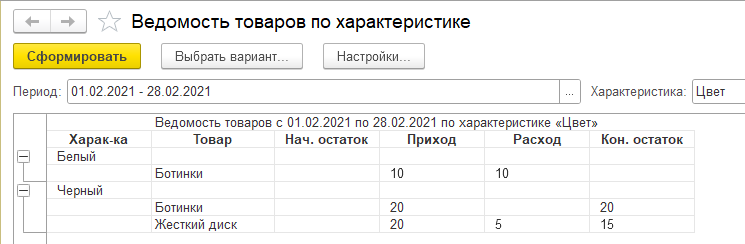 Ведомость товаров по характеристике
Сформировать Выбрать вариант... Настройки...
Период: 01.02.2021 - 28.02.2021 ... Характеристика: Цвет
Ведомость товаров с 01.02.2021 по 28.02.2021 по характеристике «Цвет»
Харак-ка Товар Нач. остаток Приход Расход Кон. остаток
Белый
Ботинки 10 10
Черный
Ботинки 20 20
Жесткий диск 20 5 15